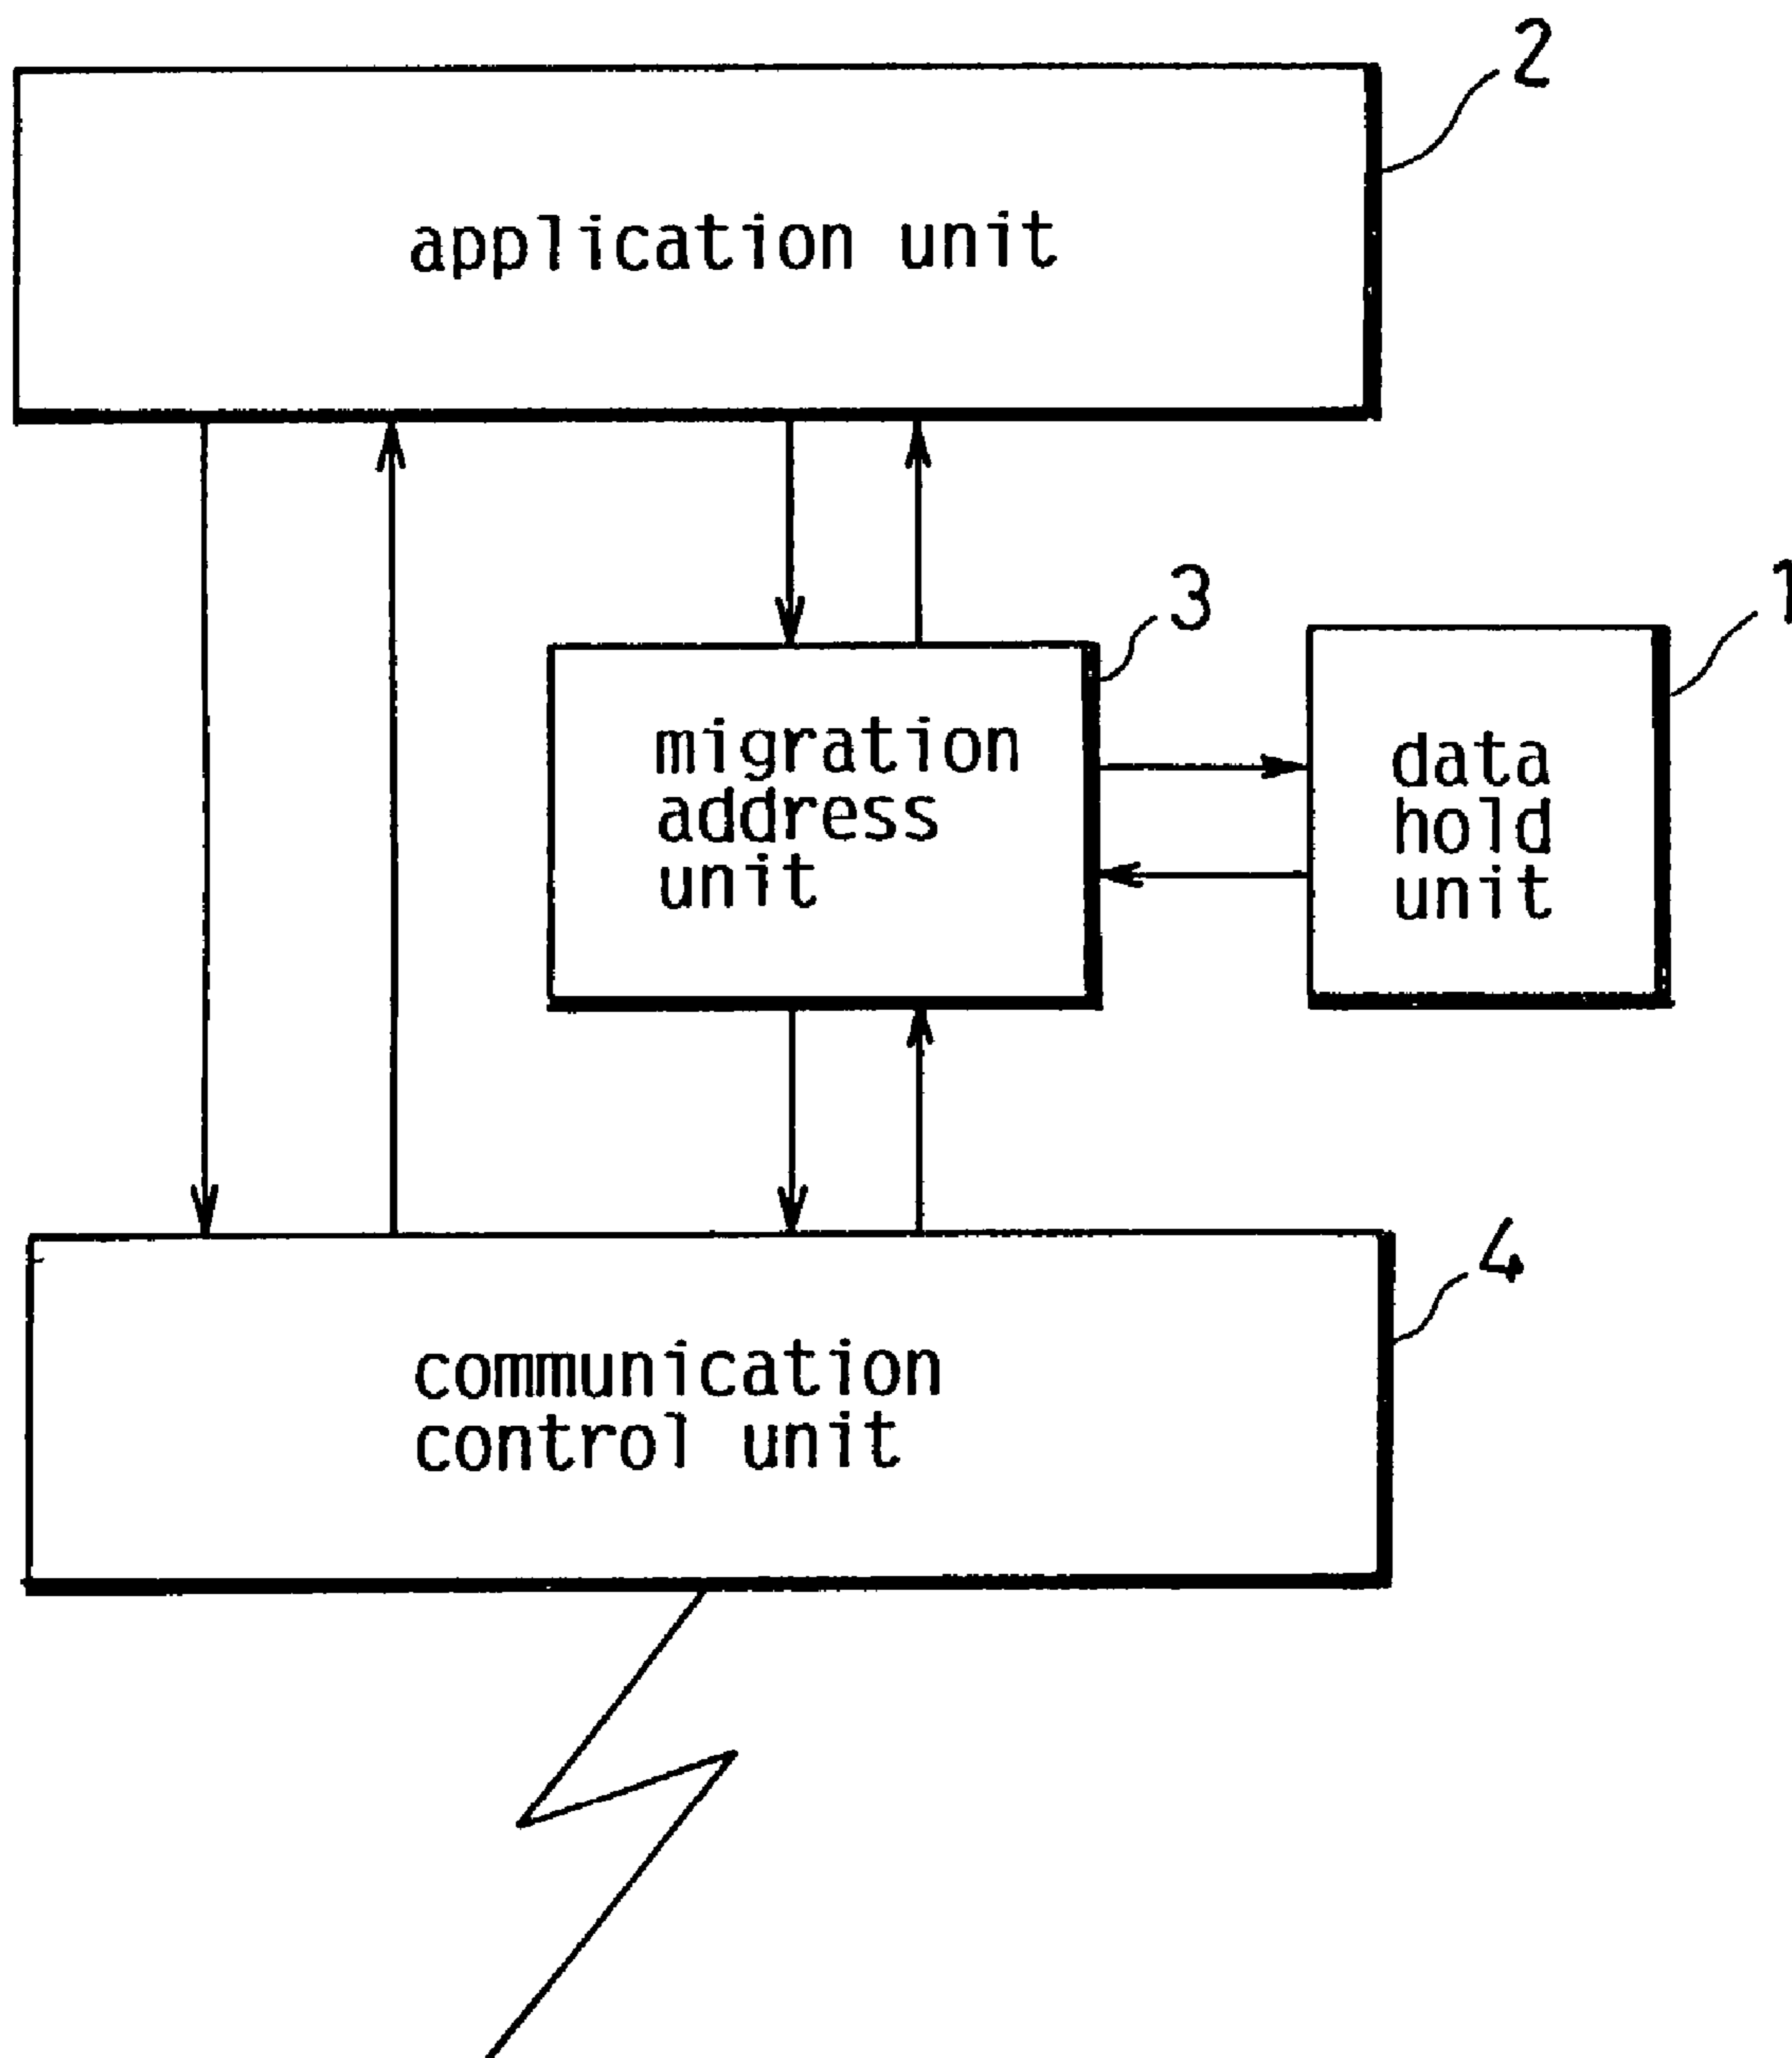 2
application unit
3
1
migration
address
unit
data
hold
unit
4
communication
control unit